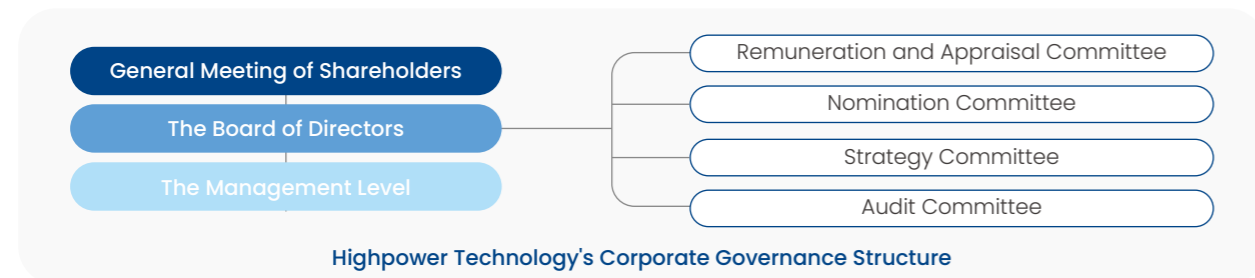 General Meeting of Shareholders
The Board of Directors
The Management Level
Remuneration and Appraisal Committee
Nomination Committee
Strategy Committee
Audit Committee
Highpower Technology's Corporate Governance Structure